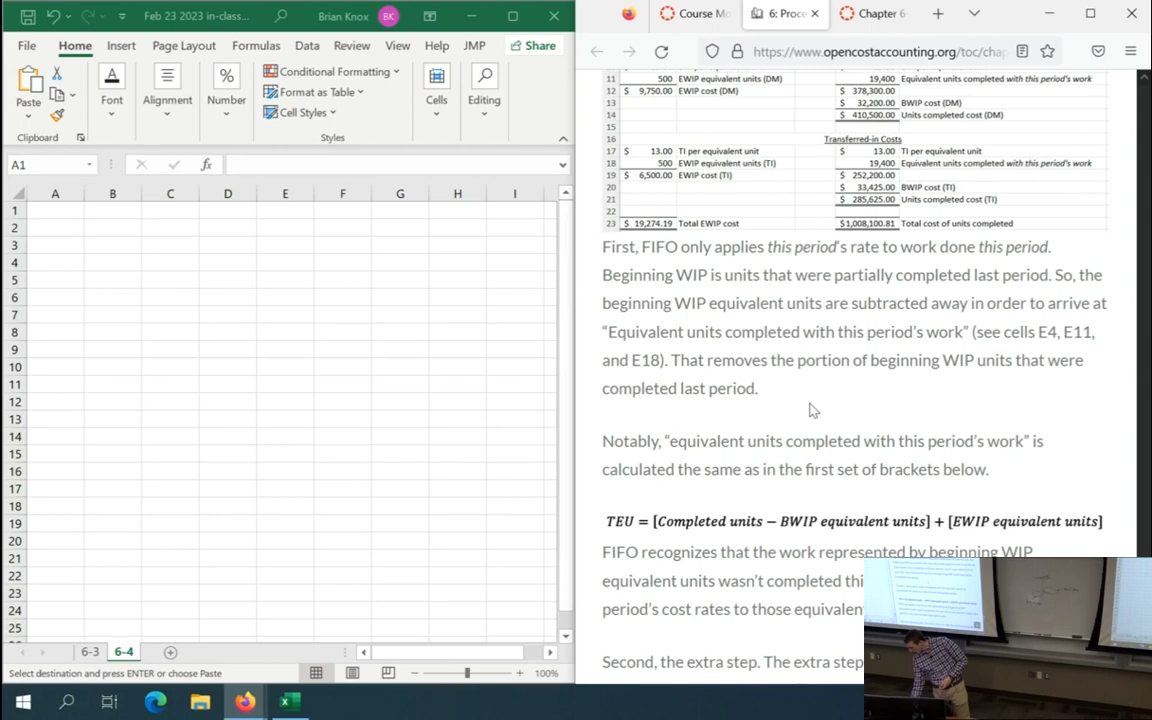 Feb 23 2023 in-class...
Brian Knox
BK
Course Mo
6: Proce
Chapter 6
File Home Insert Page Layout Formulas Data Review View Help JMP Share
https://www.opencostaccounting.org/toc/chap
Paste
Font
Alignment
%
Number
Conditional Formatting
Format as Table
Cell Styles
Cells
Editing
Clipboard
Styles
A1
fx
A B C D E F G H I
1
2
3
4
5
6
7
8
9
10
11
12
13
14
15
16
17
18
19
20
21
22
23
24
25
6-3 6-4
Select destination and press ENTER or choose Paste
100%
11 500 EWIP equivalent units (DM) 19,400 Equivalent units completed with this period's work
12 $ 9,750.00 EWIP cost (DM) $ 378,300.00
13 $ 32,200.00 BWIP cost (DM)
14 $ 410,500.00 Units completed cost (DM)
15
16 Transferred-in Costs
17 $ 13.00 TI per equivalent unit $ 13.00 TI per equivalent unit
18 500 EWIP equivalent units (TI) 19,400 Equivalent units completed with this period's work
19 $ 6,500.00 EWIP cost (TI) $ 252,200.00
20 $ 33,425.00 BWIP cost (TI)
21 $ 285,625.00 Units completed cost (TI)
22
23 $ 19,274.19 Total EWIP cost $1,008,100.81 Total cost of units completed
First, FIFO only applies this period's rate to work done this period.
Beginning WIP is units that were partially completed last period. So, the
beginning WIP equivalent units are subtracted away in order to arrive at
“Equivalent units completed with this period’s work” (see cells E4, E11,
and E18). That removes the portion of beginning WIP units that were
completed last period.
Notably, “equivalent units completed with this period’s work” is
calculated the same as in the first set of brackets below.
TEU = [Completed units − BWIP equivalent units] + [EWIP equivalent units]
FIFO recognizes that the work represented by beginning WIP
equivalent units wasn’t completed thi
period’s cost rates to those equivalen
Second, the extra step. The extra step